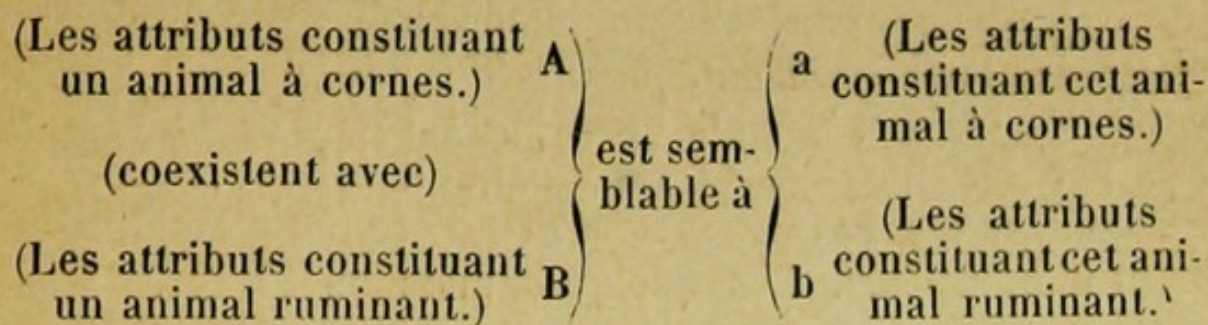 (Les attributs constituant
un animal à cornes.)
A
(coexistent avec)
(Les attributs constituant
un animal ruminant.)
B
est sem-
blable à
a
(Les attributs
constituant cet ani-
mal à cornes.)
b
(Les attributs
constituant cet ani-
mal ruminant.)